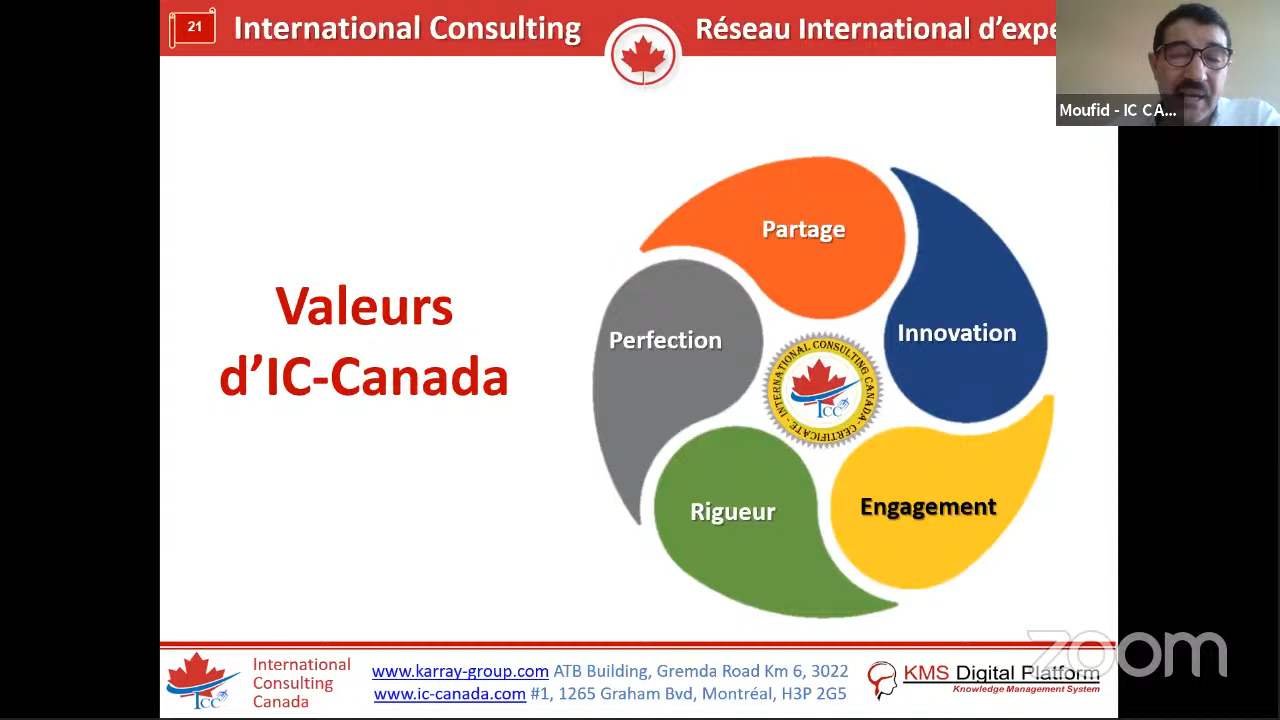 21
International Consulting
Réseau International d’expe
Moufid - IC CA...
Valeurs
d’IC-Canada
Partage
Innovation
Perfection
Engagement
Rigueur
INTERNATIONAL CONSULTING CANADA - CERTIFICATE -
ICC
zoom
International
Consulting
Canada
ICC
www.karray-group.com ATB Building, Gremda Road Km 6, 3022
www.ic-canada.com #1, 1265 Graham Bvd, Montréal, H3P 2G5
KMS Digital Platform
Knowledge Management System